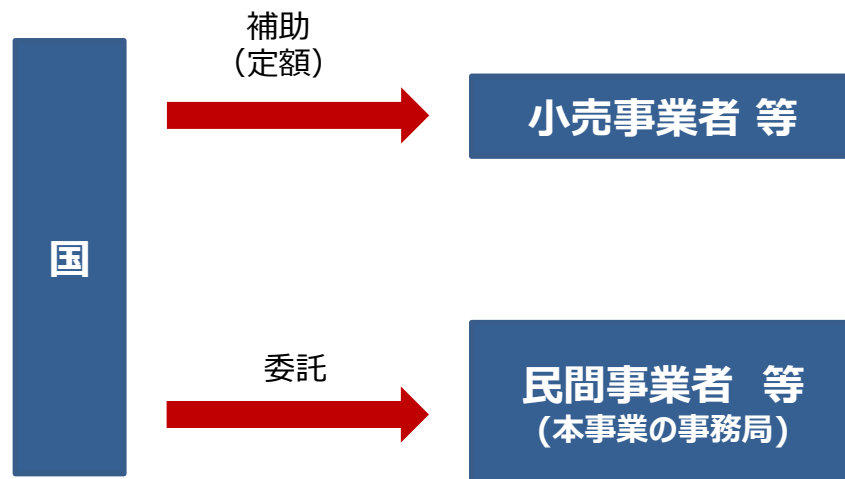 補助
（定額）
小売事業者 等
国
委託
民間事業者 等
(本事業の事務局)